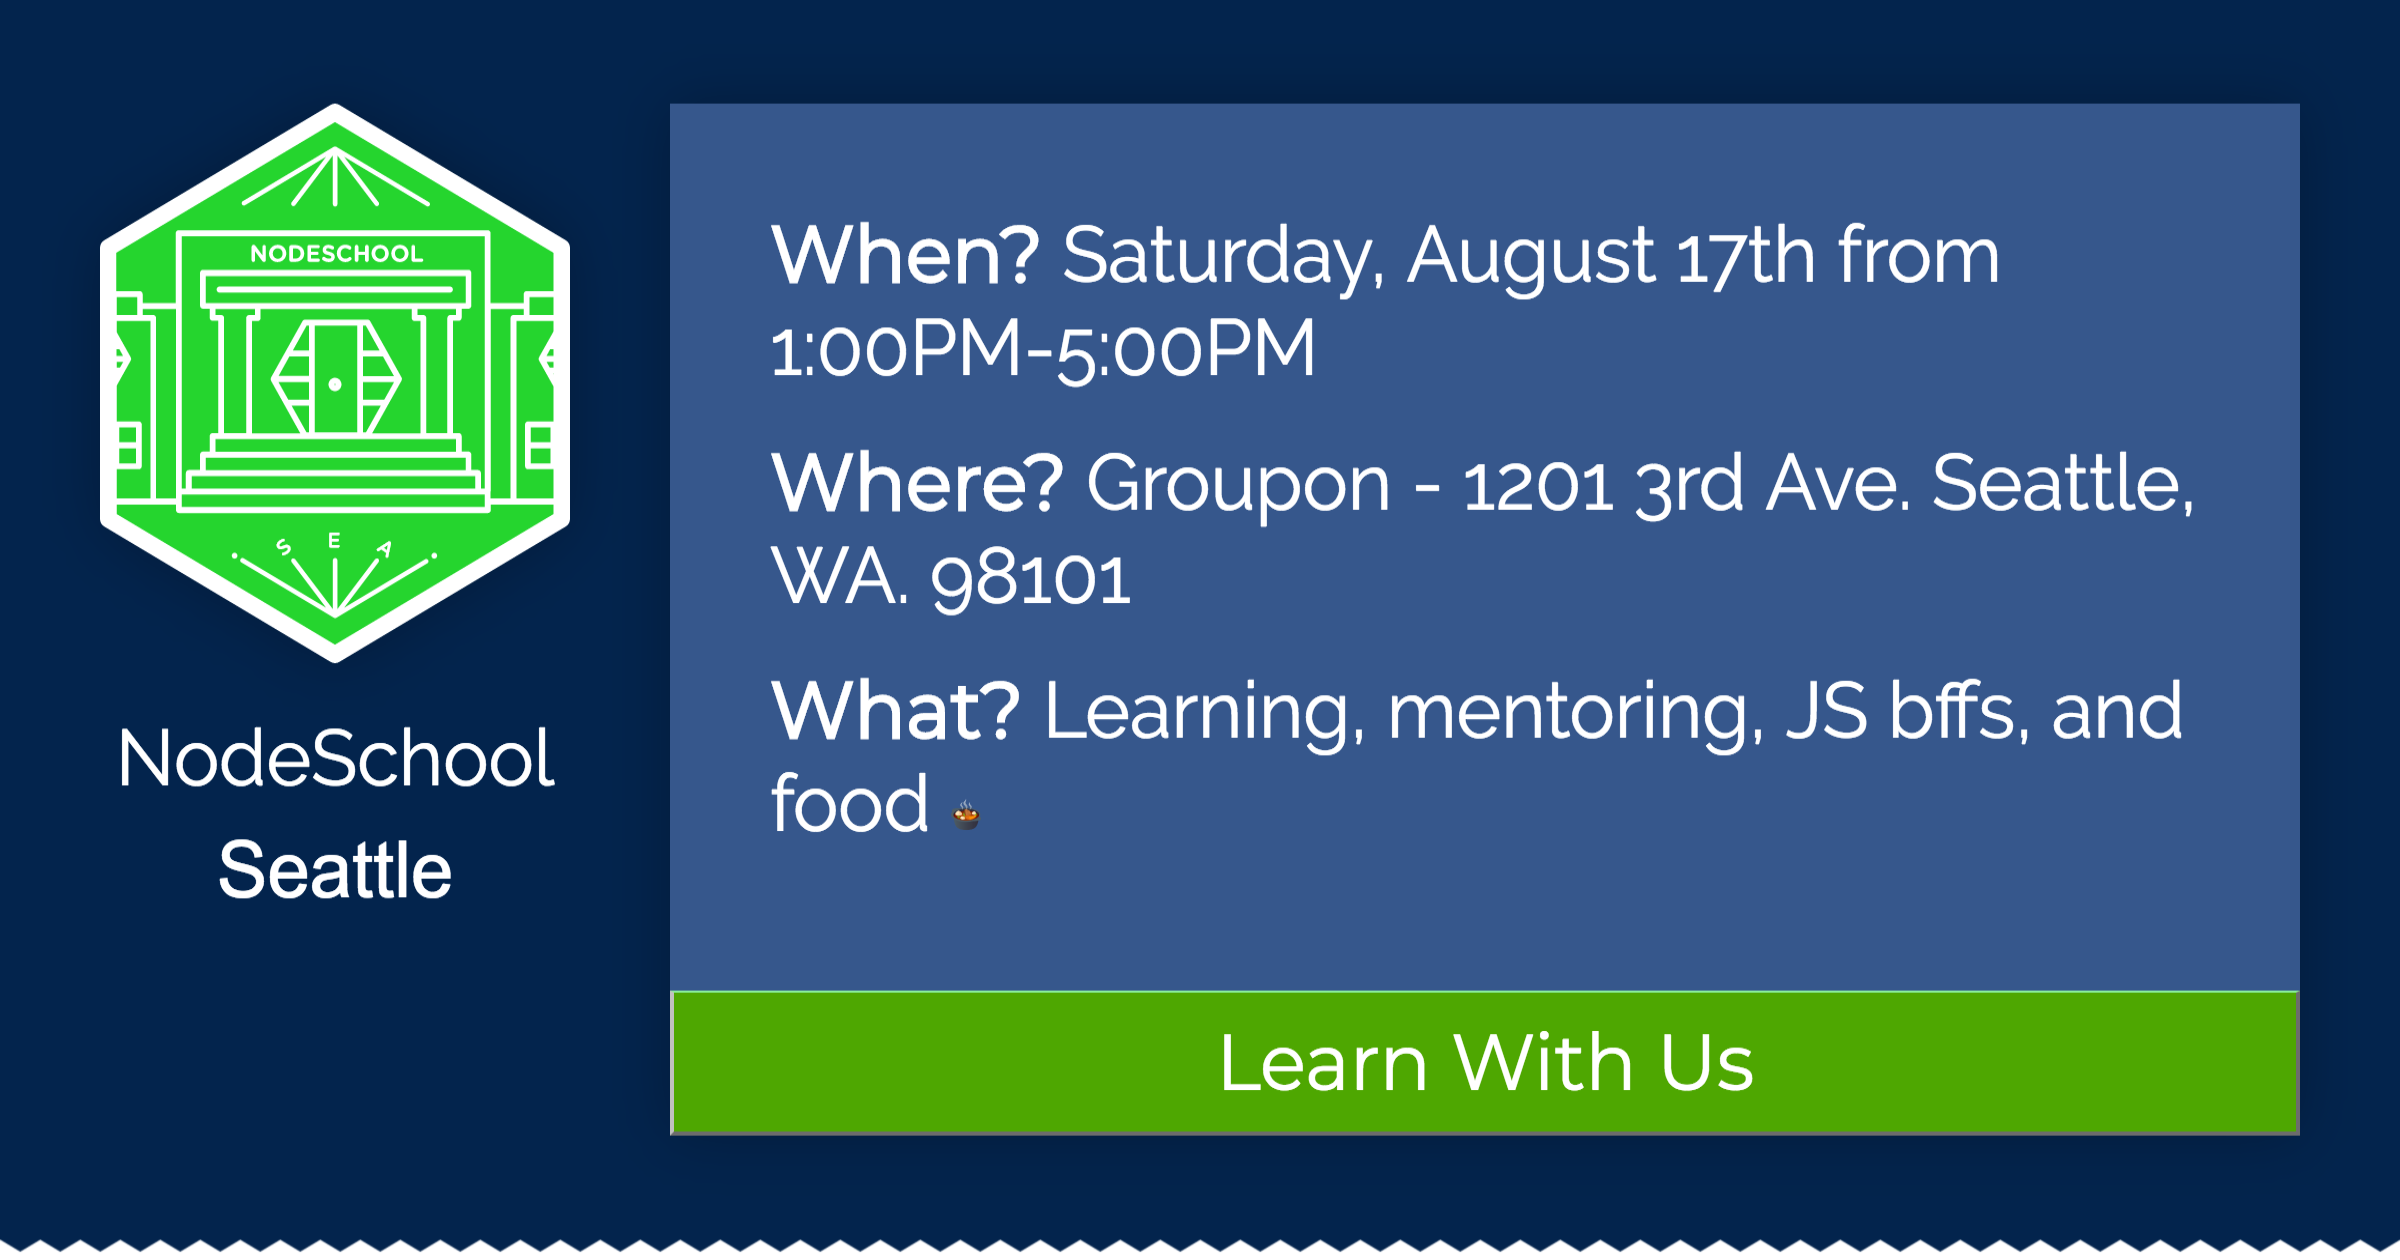 NODESCHOOL
SEA
NodeSchool
Seattle
When? Saturday, August 17th from
1:00PM-5:00PM
Where? Groupon - 1201 3rd Ave. Seattle,
WA. 98101
What? Learning, mentoring, JS bffs, and
food 🍲
Learn With Us